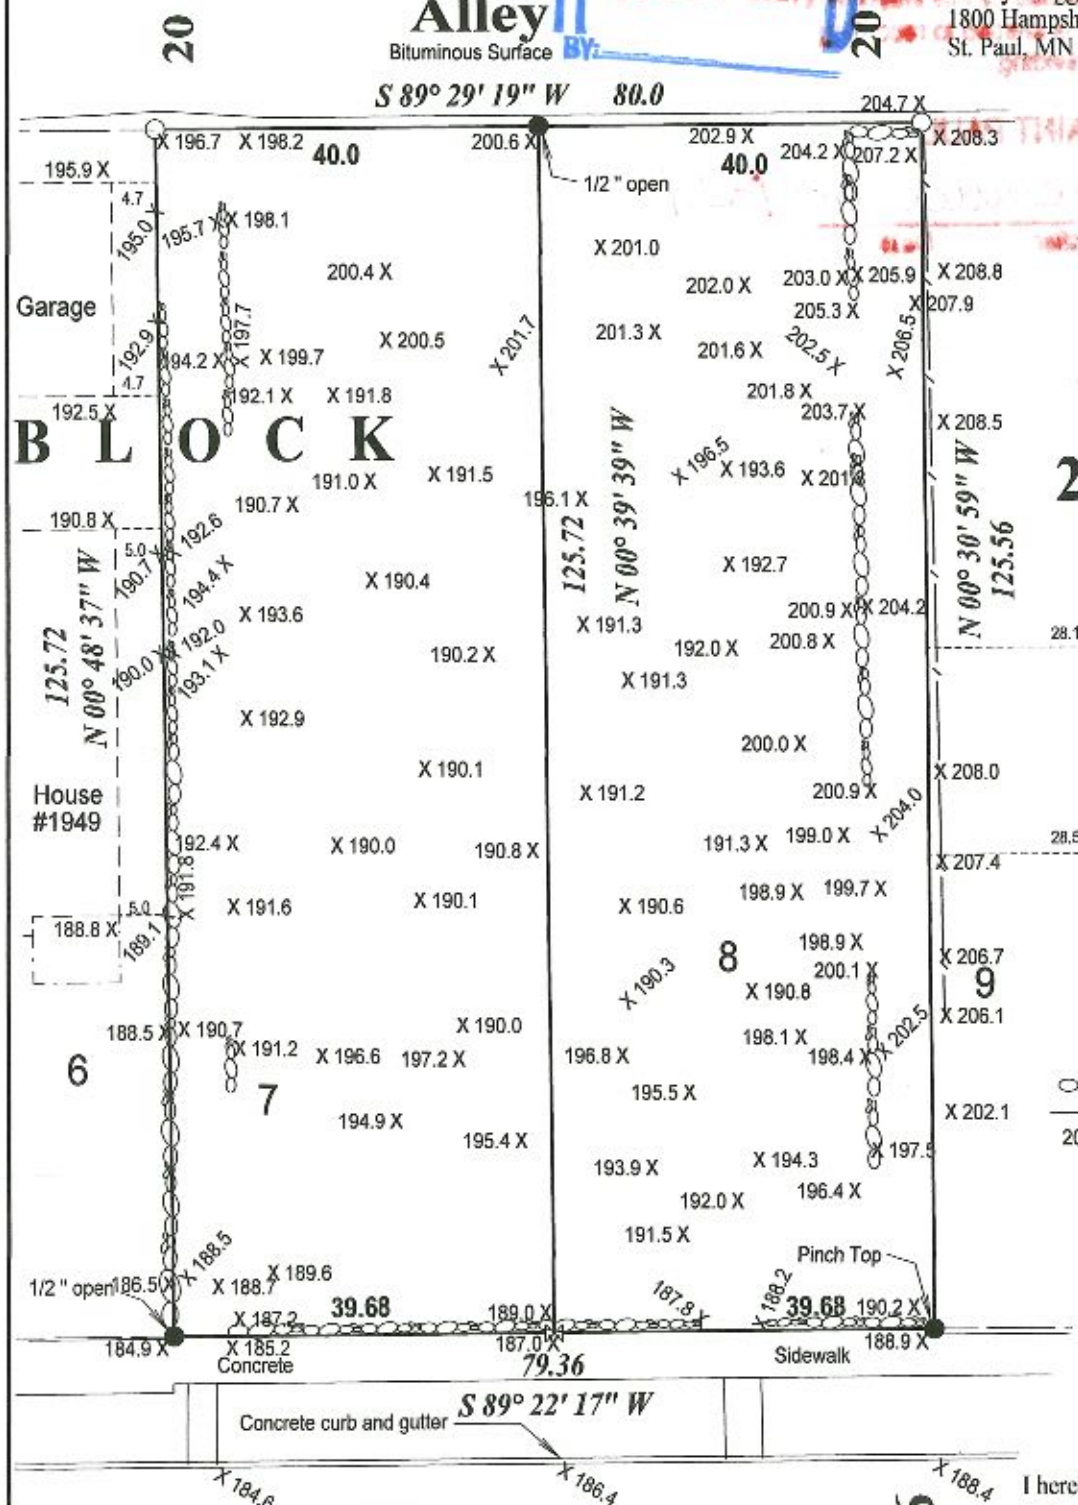 20
Alley
Bituminous Surface
BY:
20
1800 Hampsh
St. Paul, MN
S 89° 29' 19" W 80.0
204.7 X
X 196.7
X 198.2
40.0
200.6 X
202.9 X
40.0
204.2 X
207.2 X
X 208.3
195.9 X
4.7
1/2 " open
195.0
195.7 X
X 198.1
X 201.0
200.4 X
202.0 X
203.0 X
X 205.9
X 208.8
Garage
205.3 X
X 207.9
192.9
X 197.7
X 200.5
X 201.7
201.3 X
201.6 X
202.5 X
X 206.5
194.2 X
X 199.7
4.7
192.1 X
X 191.8
201.8 X
192.5 X
203.7 X
X 208.5
B L O C K
191.0 X
X 191.5
X 196.5
X 193.6
2
190.7 X
196.1 X
190.8 X
5.0
190.7 X
X 192.6
194.4 X
X 190.4
125.72
N 00° 39' 39" W
X 192.7
N 00° 30' 59" W
125.56
125.72
N 00° 48' 37" W
X 193.6
X 191.3
200.9 X
X 204.2
190.0 X
X 192.0
193.1 X
190.2 X
192.0 X
200.8 X
28.1
X 191.3
X 192.9
200.0 X
X 190.1
X 208.0
House
#1949
X 191.2
200.9 X
X 204.0
192.4 X
X 190.0
190.8 X
191.3 X
199.0 X
28.5
X 207.4
X 191.8
5.0
X 191.6
X 190.1
X 190.6
198.9 X
199.7 X
188.8 X
189.1
8
198.9 X
X 206.7
200.1 X
9
X 190.3
X 190.8
X 206.1
188.5 X
X 190.7
X 190.0
198.1 X
X 202.5
X 191.2
X 196.6
197.2 X
196.8 X
198.4 X
6
7
195.5 X
X 202.1
194.9 X
195.4 X
X 197.5
193.9 X
X 194.3
196.4 X
192.0 X
191.5 X
X 188.5
Pinch Top
X 189.6
1/2 " open
186.5 X
X 188.7
187.8 X
X 188.2
X 187.2
39.68
189.0 X
39.68
190.2 X
184.9 X
X 185.2
187.0 X
188.9 X
Concrete
79.36
Sidewalk
S 89° 22' 17" W
Concrete curb and gutter
X 184.6
X 186.4
X 188.4
I here